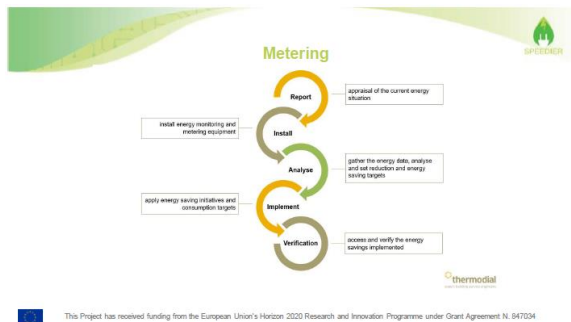 Metering
SPEEDIER
Report
appraisal of the current energy
situation
install energy monitoring and
metering equipment
Install
Analyse
gather the energy data, analyse
and set reduction and energy
saving targets
apply energy saving initiatives and
consumption targets
Implement
Verification
access and verify the energy
savings implemented
thermodial
This Project has received funding from the European Union's Horizon 2020 Research and Innovation Programme under Grant Agreement N. 847034